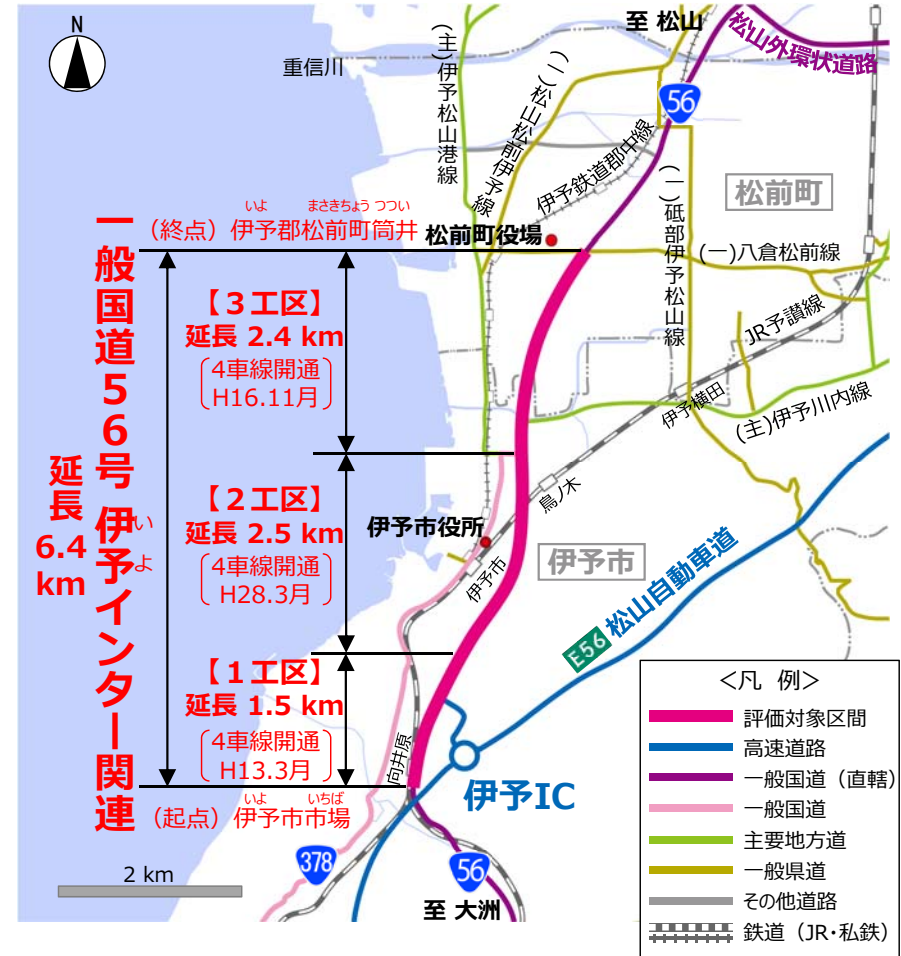 N
至 松山
松山外環状道路
重信川
(主)伊予松山港線
(一)松山松前伊予線
56
伊予鉄道郡中線
(一)砥部伊予松山線
松前町
いよ まさきちょう つつい
(終点) 伊予郡松前町筒井
松前町役場
(一)八倉松前線
一般国道56号 伊予インター関連
いよ
延長
6.4
km
【3工区】
延長 2.4 km
4車線開通
H16.11月
JR予讃線
伊予横田
(主)伊予川内線
【2工区】
延長 2.5 km
4車線開通
H28.3月
鳥ノ木
伊予市役所
伊予市
伊予市
E56 松山自動車道
【1工区】
延長 1.5 km
4車線開通
H13.3月
向井原
伊予IC
いよ いちば
(起点) 伊予市市場
378
56
至 大洲
2 km
<凡 例>
評価対象区間
高速道路
一般国道（直轄）
一般国道
主要地方道
一般県道
その他道路
鉄道（JR・私鉄）